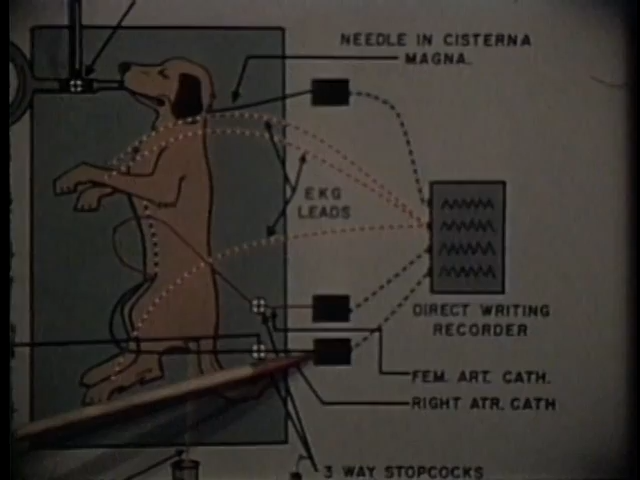 NEEDLE IN CISTERNA
MAGNA.
EKG
LEADS
DIRECT WRITING
RECORDER
FEM. ART. CATH.
RIGHT ATR. CATH
3 WAY STOPCOCKS